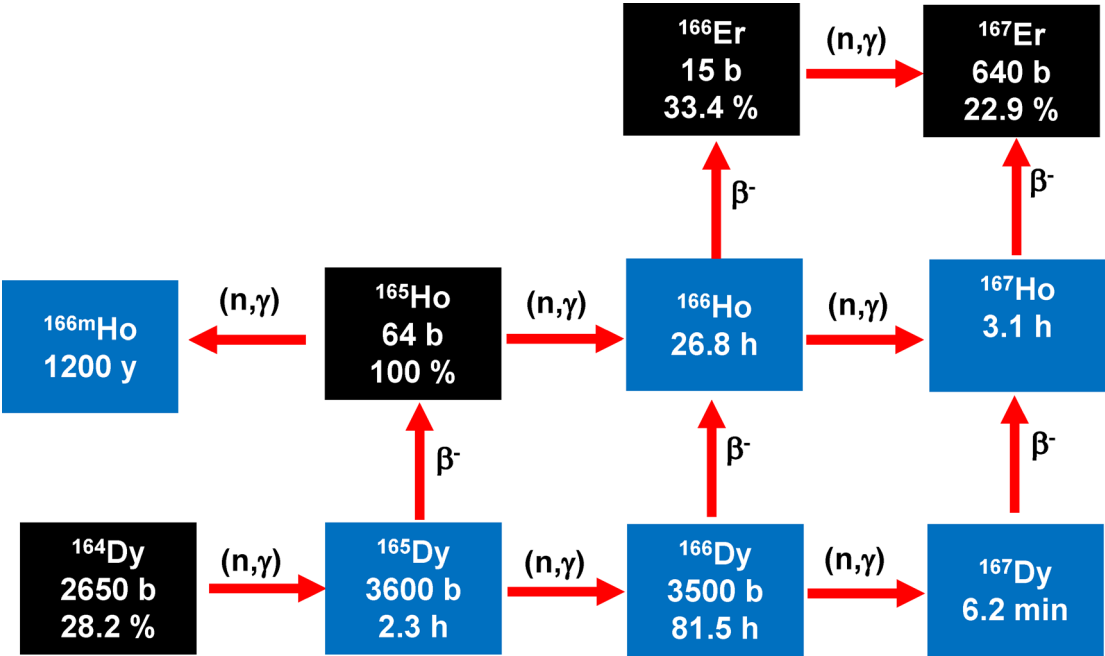 ¹⁶⁶Er
15 b
33.4 %
(n,γ)
¹⁶⁷Er
640 b
22.9 %
β⁻
β⁻
¹⁶⁶ᵐHo
1200 y
(n,γ)
¹⁶⁵Ho
64 b
100 %
(n,γ)
¹⁶⁶Ho
26.8 h
(n,γ)
¹⁶⁷Ho
3.1 h
β⁻
β⁻
β⁻
¹⁶⁴Dy
2650 b
28.2 %
(n,γ)
¹⁶⁵Dy
3600 b
2.3 h
(n,γ)
¹⁶⁶Dy
3500 b
81.5 h
(n,γ)
¹⁶⁷Dy
6.2 min